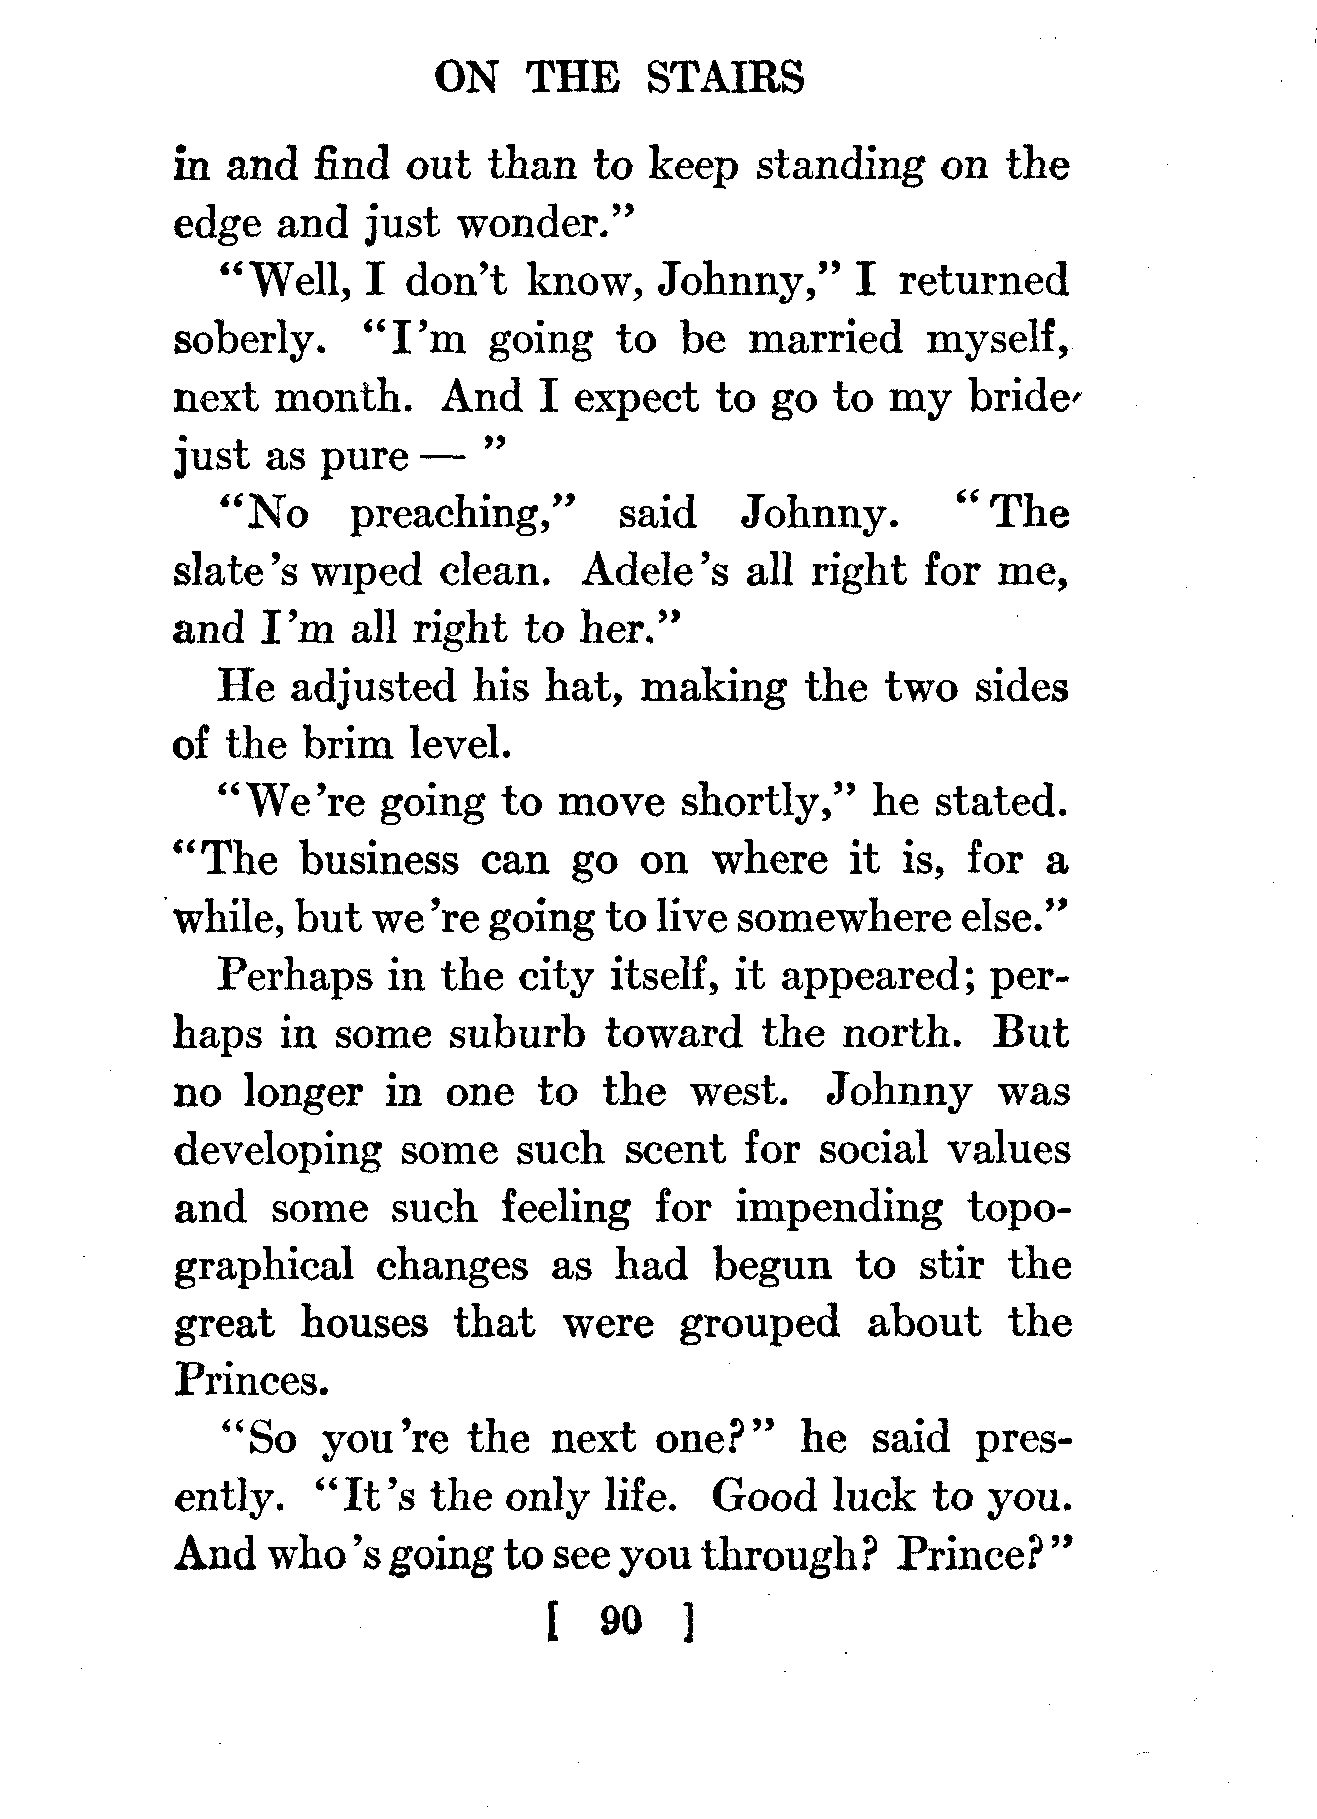 ON THE STAIRS
in and find out than to keep standing on the
edge and just wonder.”
“Well, I don’t know, Johnny,” I returned
soberly. “I’m going to be married myself,
next month. And I expect to go to my bride
just as pure — ”
“No preaching,” said Johnny. “The
slate’s wiped clean. Adele’s all right for me,
and I’m all right to her.”
He adjusted his hat, making the two sides
of the brim level.
“We’re going to move shortly,” he stated.
“The business can go on where it is, for a
while, but we’re going to live somewhere else.”
Perhaps in the city itself, it appeared; per-
haps in some suburb toward the north. But
no longer in one to the west. Johnny was
developing some such scent for social values
and some such feeling for impending topo-
graphical changes as had begun to stir the
great houses that were grouped about the
Princes.
“So you’re the next one?” he said pres-
ently. “It’s the only life. Good luck to you.
And who’s going to see you through? Prince?”
[ 90 ]